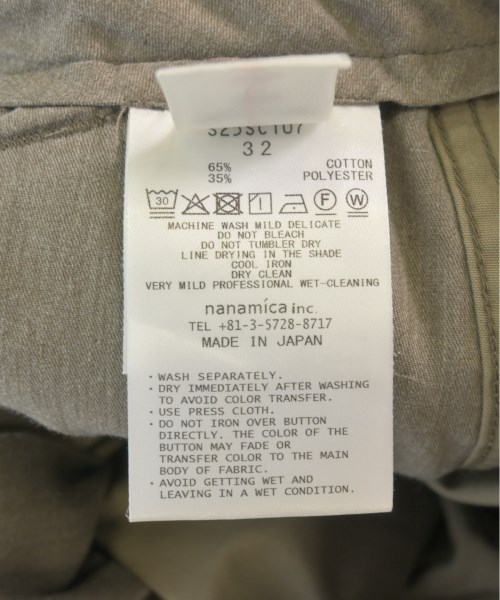 32
65% COTTON
35% POLYESTER
30
F W
MACHINE WASH MILD DELICATE
DO NOT BLEACH
DO NOT TUMBLER DRY
LINE DRYING IN THE SHADE
COOL IRON
DRY CLEAN
VERY MILD PROFESSIONAL WET-CLEANING
nanamica inc.
TEL +81-3-5728-8717
MADE IN JAPAN
・WASH SEPARATELY.
・DRY IMMEDIATELY AFTER WASHING
TO AVOID COLOR TRANSFER.
・USE PRESS CLOTH.
・DO NOT IRON OVER BUTTON
DIRECTLY. THE COLOR OF THE
BUTTON MAY FADE OR
TRANSFER COLOR TO THE MAIN
BODY OF FABRIC.
・AVOID GETTING WET AND
LEAVING IN A WET CONDITION.